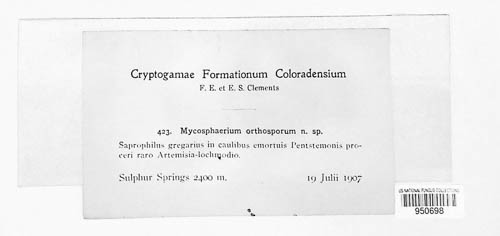 Cryptogamae Formationum Coloradensium
F. E. et E. S. Clements
423. Mycosphaerium orthosporum n. sp.
Saprophilus gregarius in caulibus emortuis Pentstemonis pro-
ceri raro Artemisia-lochmodio.
Sulphur Springs 2400 m. 19 Julii 1907
US NATIONAL FUNGUS COLLECTIONS
950698